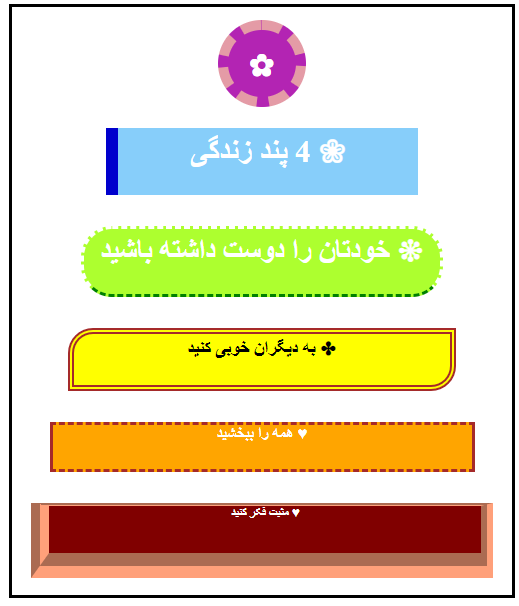 ✿
❀ 4 پند زندگی
❇ خودتان را دوست داشته باشید
✤ به دیگران خوبی کنید
♥ همه را ببخشید
♥ مثبت فکر کنید